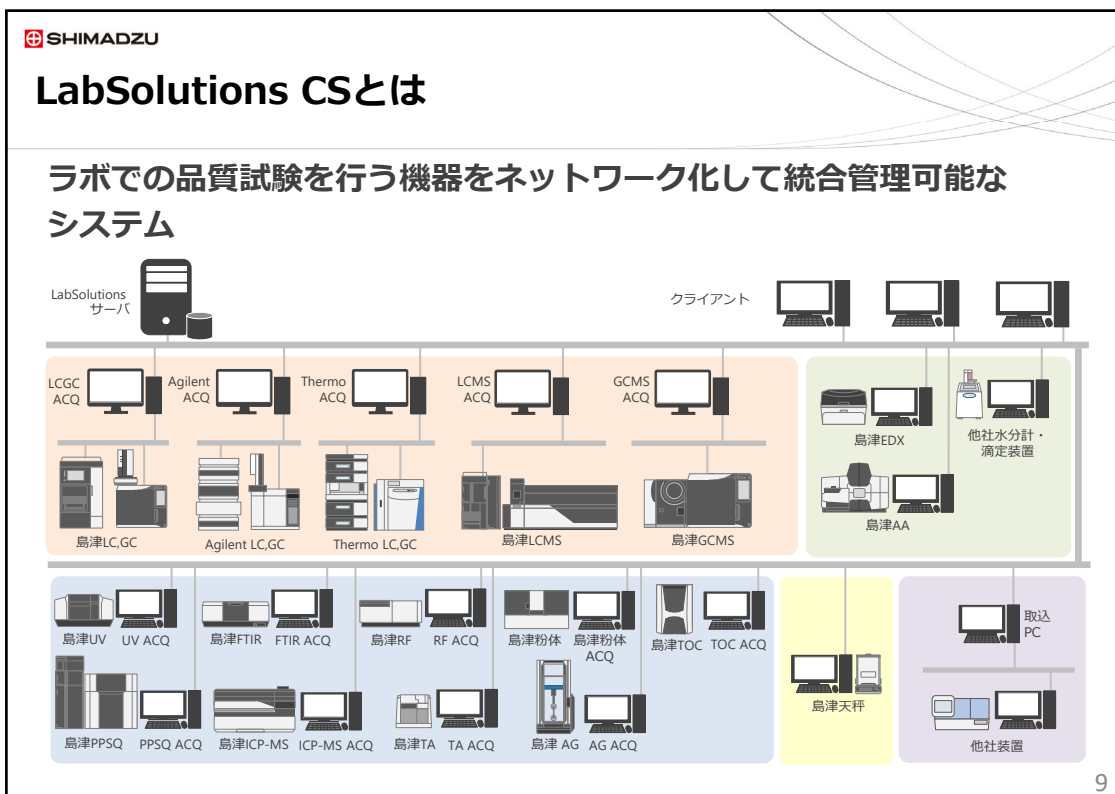 SHIMADZU
LabSolutions CSとは
ラボでの品質試験を行う機器をネットワーク化して統合管理可能な
システム
LabSolutions
サーバ
クライアント
LCGC
ACQ
Agilent
ACQ
Thermo
ACQ
LCMS
ACQ
GCMS
ACQ
島津LC,GC
Agilent LC,GC
Thermo LC,GC
島津LCMS
島津GCMS
島津EDX
他社水分計・
滴定装置
島津AA
島津UV
UV ACQ
島津FTIR
FTIR ACQ
島津RF
RF ACQ
島津粉体
島津粉体
ACQ
島津TOC
TOC ACQ
島津PPSQ
PPSQ ACQ
島津ICP-MS
ICP-MS ACQ
島津TA
TA ACQ
島津 AG
AG ACQ
島津天秤
取込
PC
他社装置
9